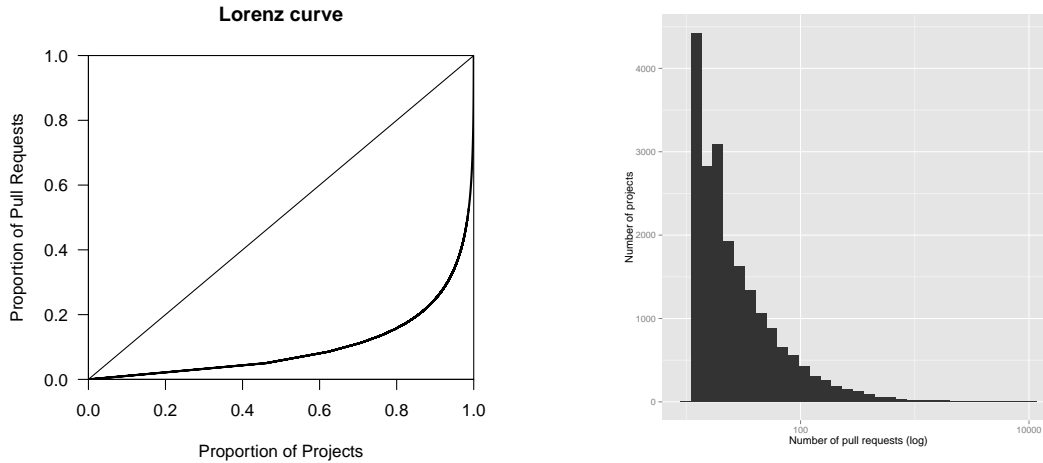 Lorenz curve
1.0
0.8
0.6
0.4
0.2
0.0
Proportion of Pull Requests
0.0 0.2 0.4 0.6 0.8 1.0
Proportion of Projects
4000
3000
2000
1000
0
Number of projects
100 10000
Number of pull requests (log)